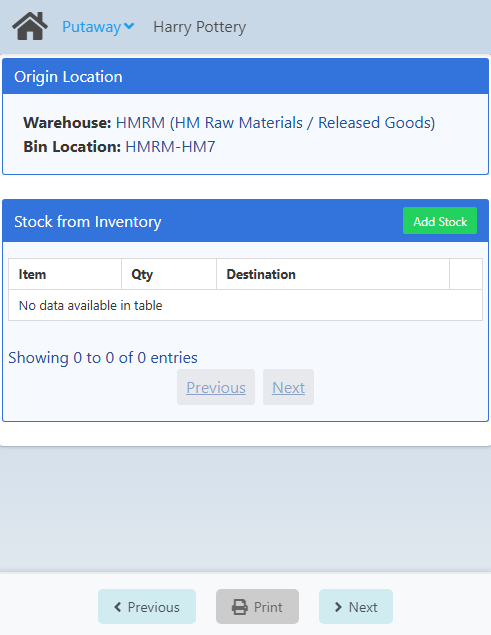 Putaway Harry Pottery
Origin Location
Warehouse: HMRM (HM Raw Materials / Released Goods)
Bin Location: HMRM-HM7
Stock from Inventory Add Stock
Item Qty Destination
No data available in table
Showing 0 to 0 of 0 entries
Previous Next
Previous Print Next